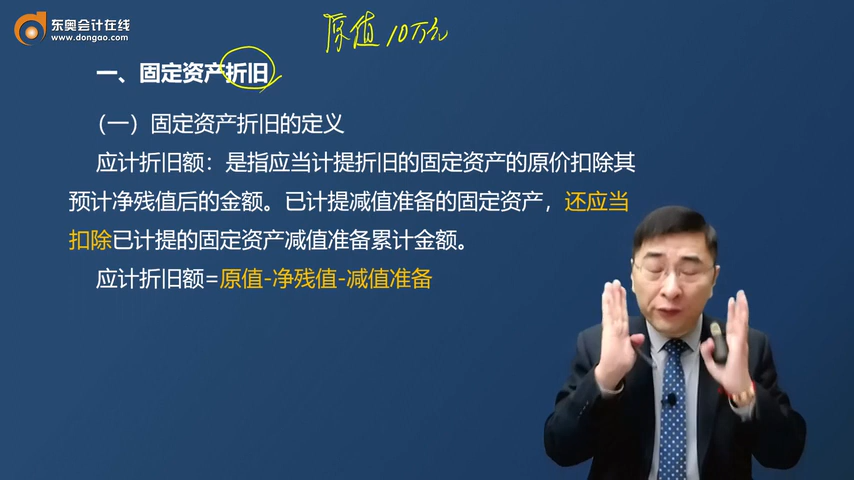 东奥会计在线
www.dongao.com
原值 10万元
一、固定资产折旧
（一）固定资产折旧的定义
应计折旧额：是指应当计提折旧的固定资产的原价扣除其
预计净残值后的金额。已计提减值准备的固定资产，还应当
扣除已计提的固定资产减值准备累计金额。
应计折旧额=原值-净残值-减值准备